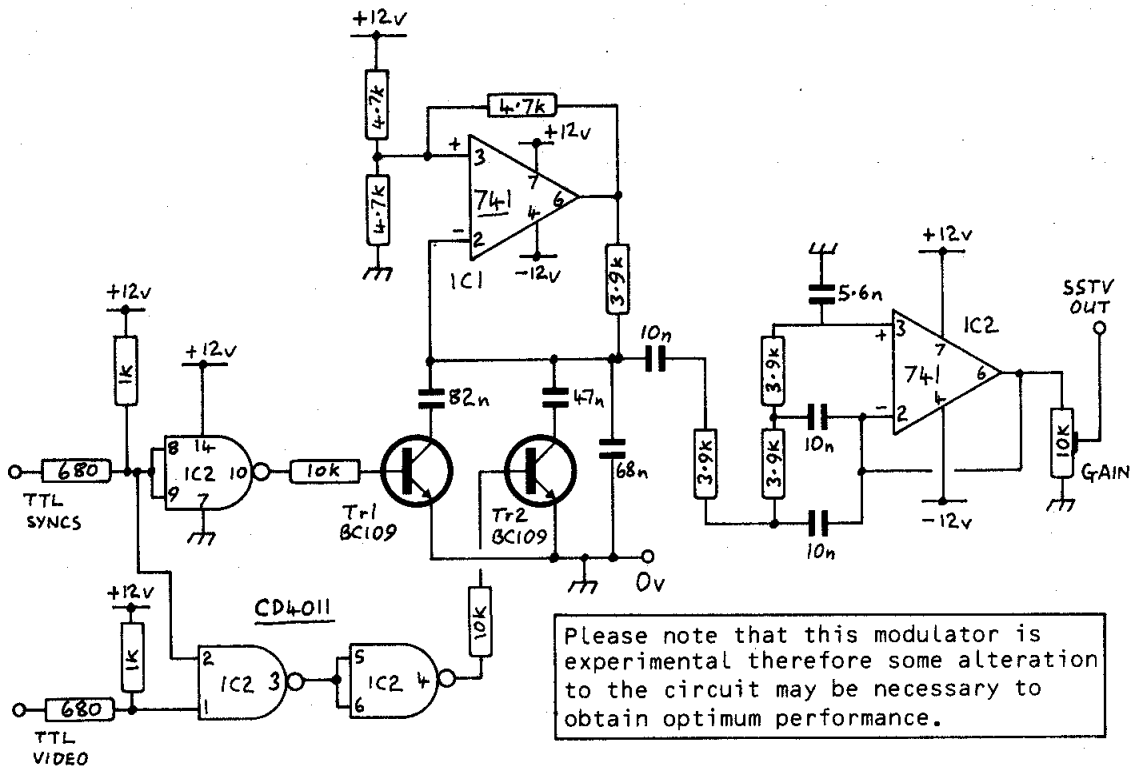 +12v
4.7k
4.7k
4.7k
+12v
+
3
7
741
6
4
-
2
-12v
IC1
3.9k
+12v
1k
+12v
680
TTL
SYNCS
8
9
14
IC2
10
7
10k
Tr1
BC109
82n
47n
Tr2
BC109
68n
0v
10n
3.9k
3.9k
3.9k
10n
10n
5.6n
+12v
+
3
7
IC2
741
6
-
2
4
-12v
10k
GAIN
SSTV
OUT
+12v
1k
680
TTL
VIDEO
CD4011
2
1
IC2
3
5
6
IC2
4
10k
Please note that this modulator is
experimental therefore some alteration
to the circuit may be necessary to
obtain optimum performance.